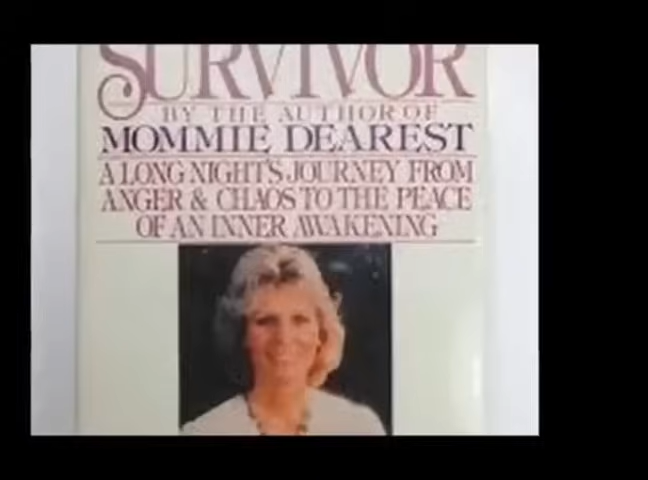 SURVIVOR
BY THE AUTHOR OF
MOMMIE DEAREST
A LONG NIGHT'S JOURNEY FROM
ANGER & CHAOS TO THE PEACE
OF AN INNER AWAKENING